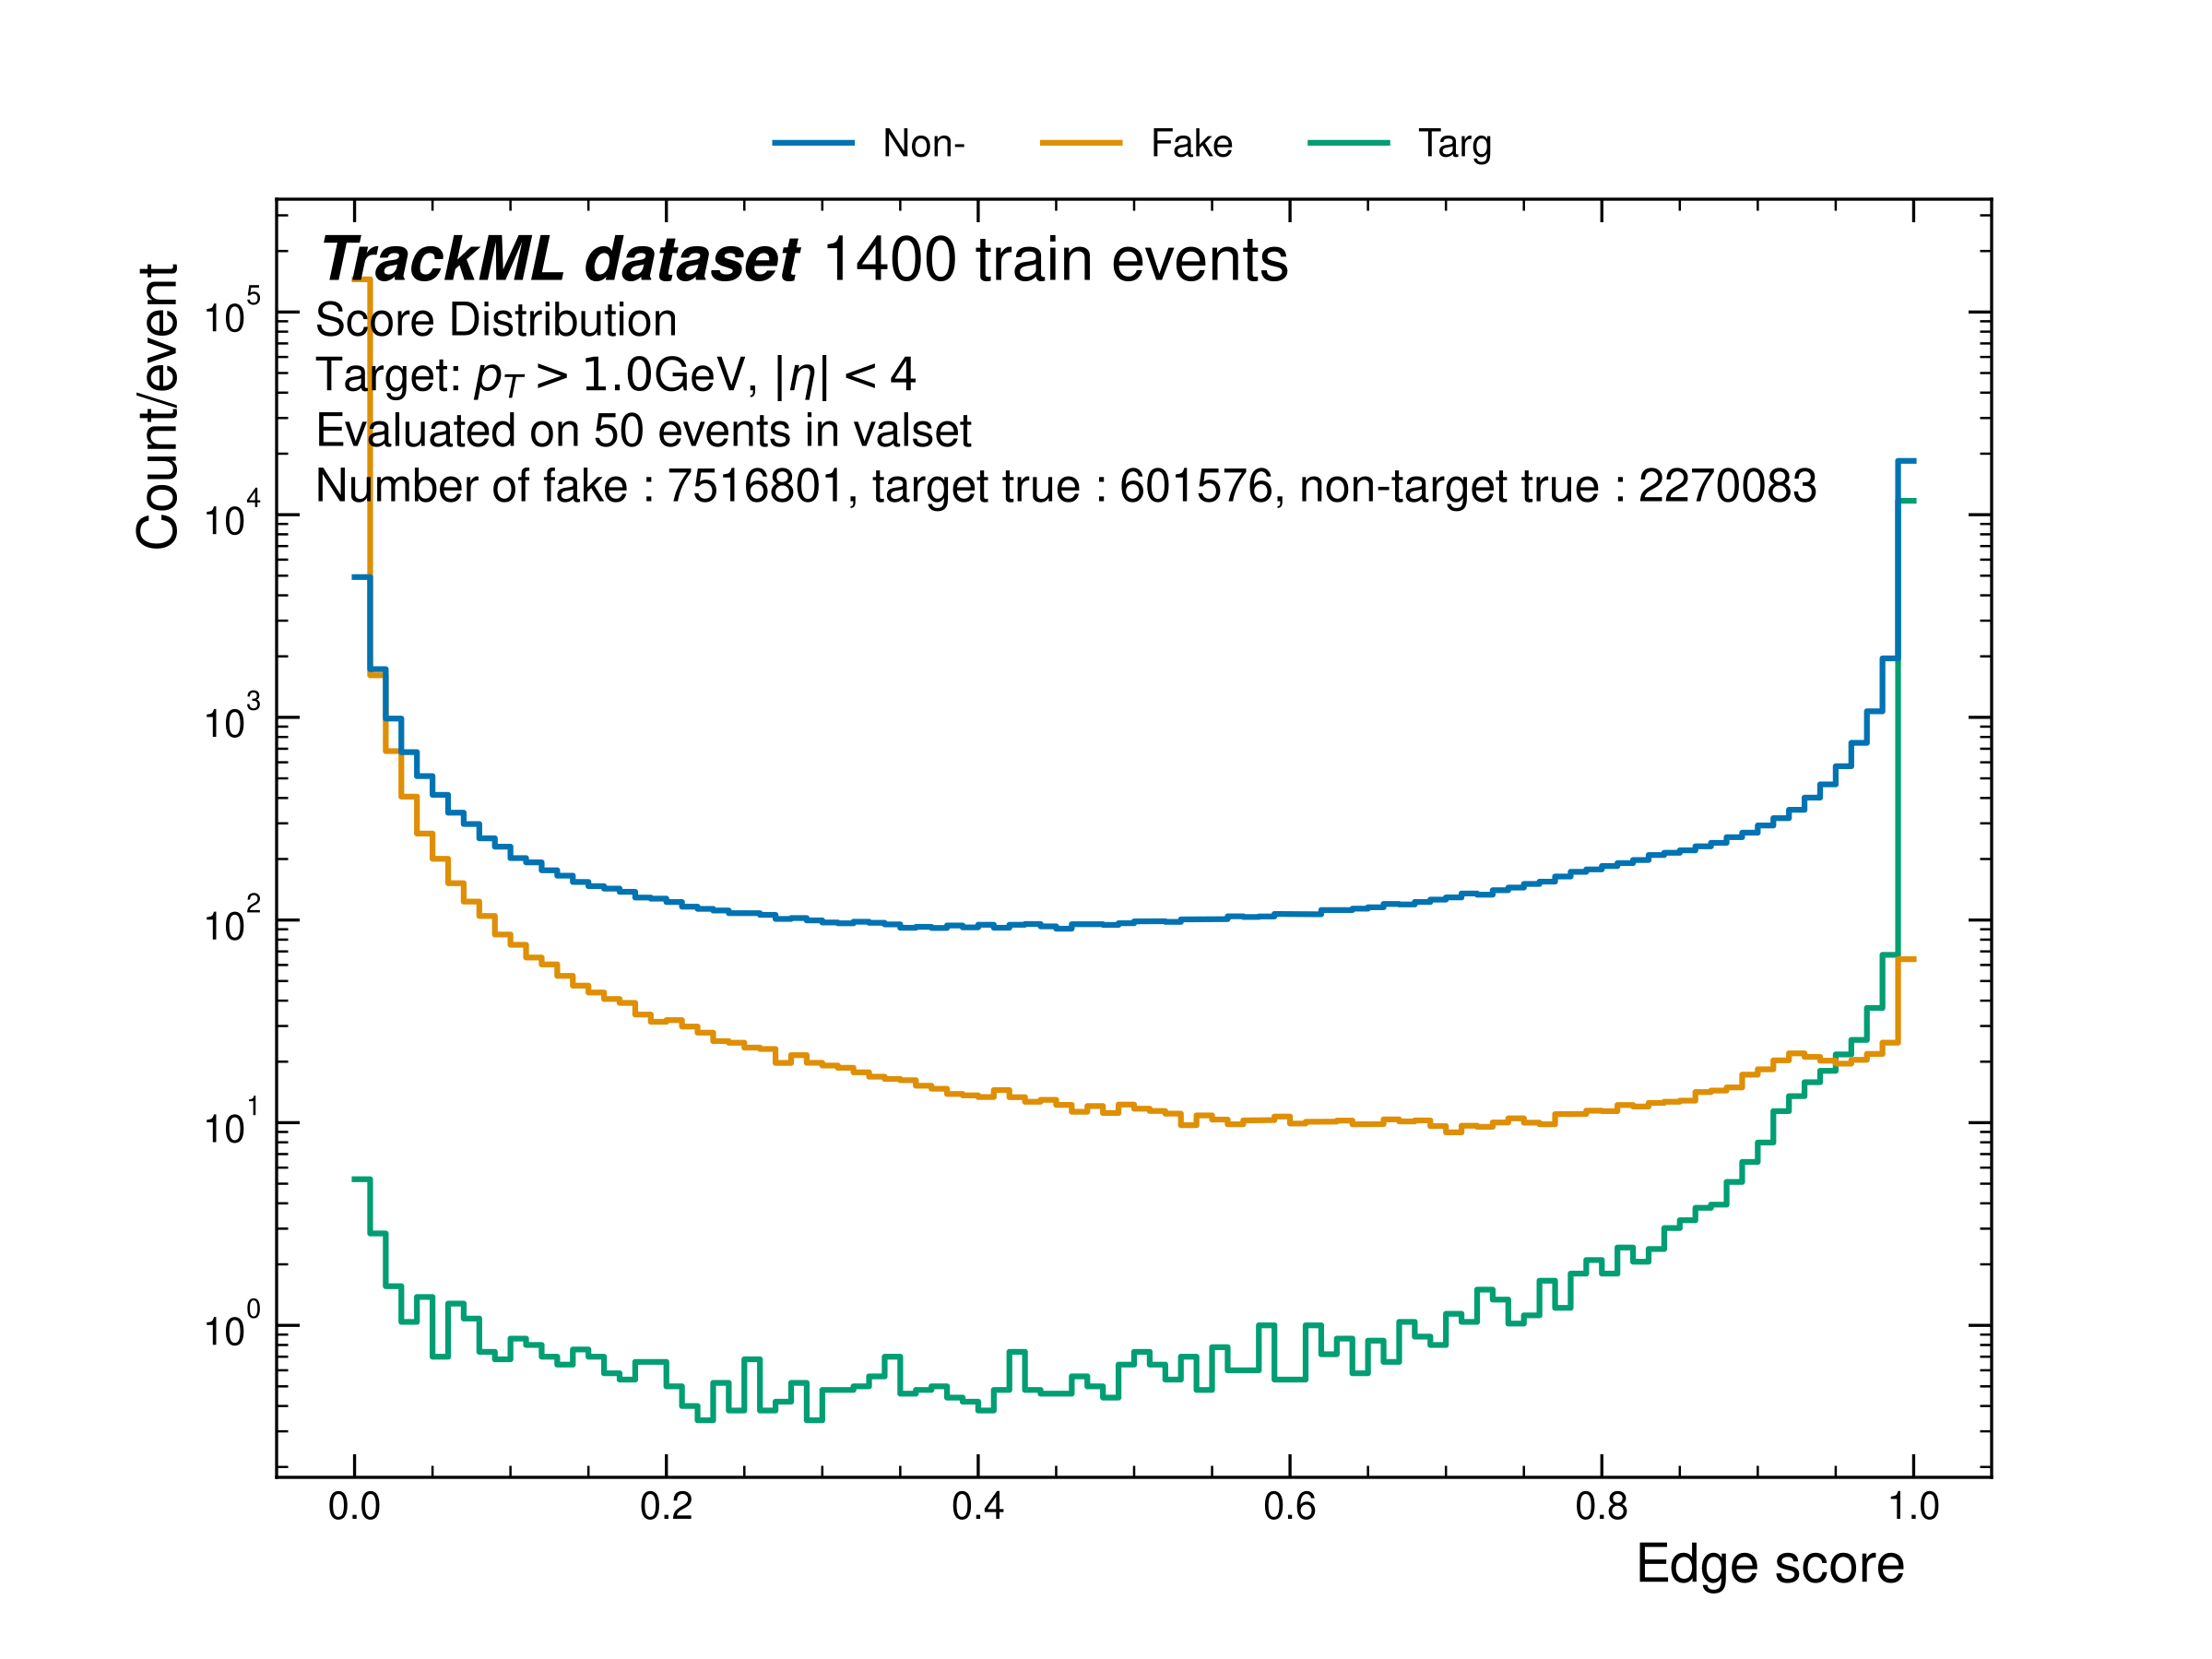 Non- Fake Targ
TrackML dataset 1400 train events
Score Distribution
Target: p_T > 1.0GeV, |η| < 4
Evaluated on 50 events in valset
Number of fake : 7516801, target true : 601576, non-target true : 2270083
Count/event
10^5
10^4
10^3
10^2
10^1
10^0
0.0 0.2 0.4 0.6 0.8 1.0
Edge score